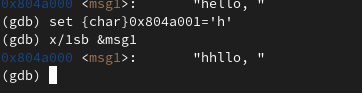 0x804a000 <msg1>: "hello, "
(gdb) set {char}0x804a001='h'
(gdb) x/1sb &msg1
0x804a000 <msg1>: "hhllo, "
(gdb)